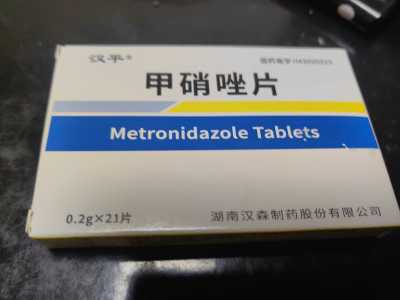 汉平®
甲硝唑片
Metronidazole Tablets
0.2g×21片
湖南汉森制药股份有限公司